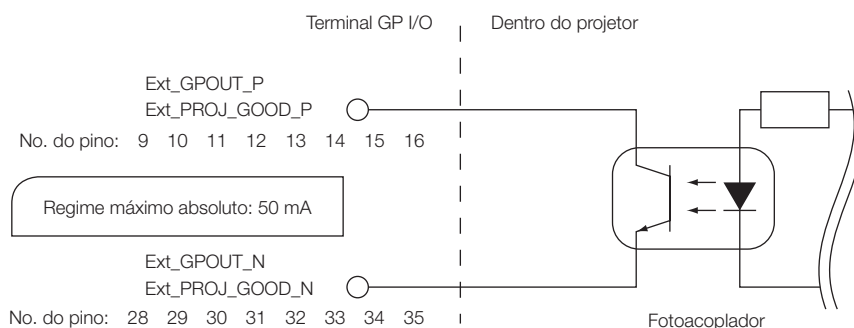 Terminal GP I/O
Dentro do projetor
Ext_GPOUT_P
Ext_PROJ_GOOD_P
No. do pino: 9 10 11 12 13 14 15 16
Regime máximo absoluto: 50 mA
Ext_GPOUT_N
Ext_PROJ_GOOD_N
No. do pino: 28 29 30 31 32 33 34 35
Fotoacoplador